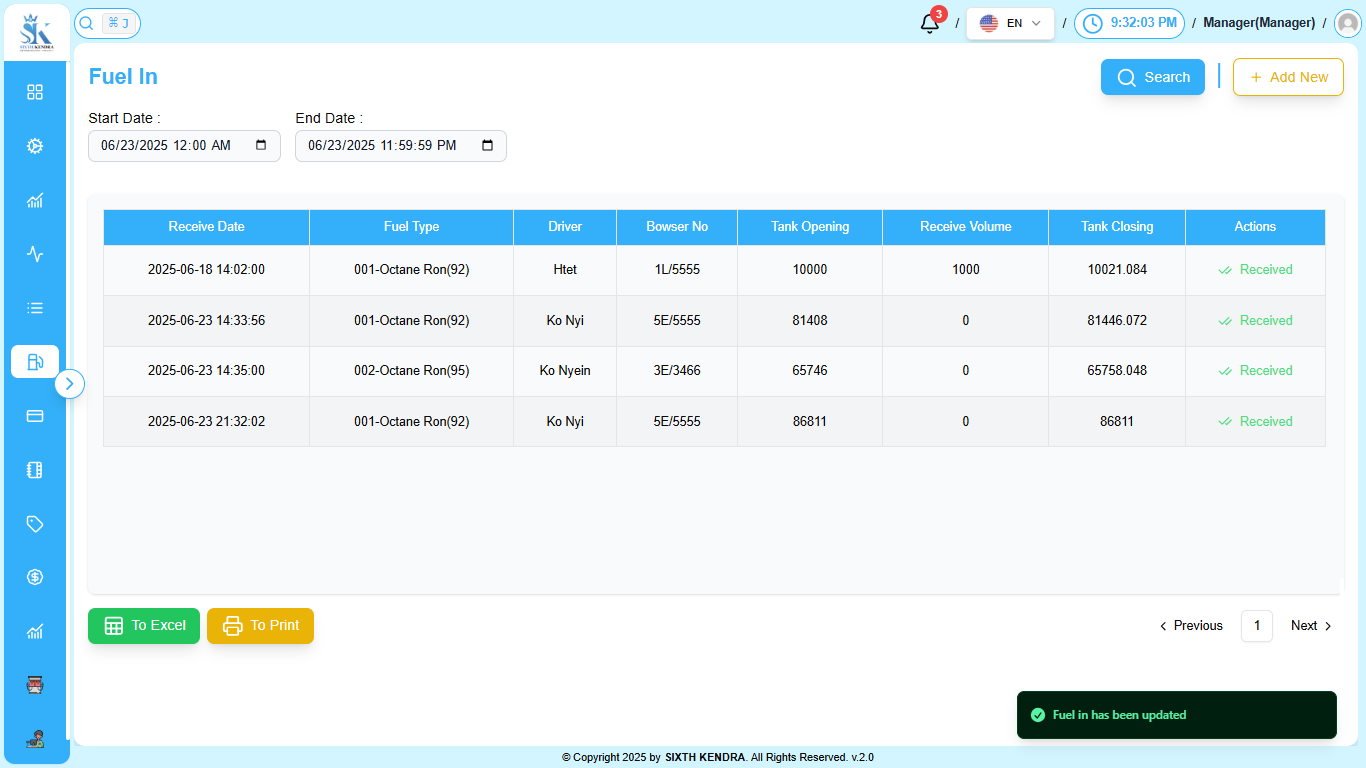 SK
SIXTH KENDRA
⌘ J
3
/
EN
/
9:32:03 PM
/
Manager(Manager)
/
Fuel In
Search
+ Add New
Start Date :
End Date :
06/23/2025 12:00 AM
06/23/2025 11:59:59 PM
Receive Date Fuel Type Driver Bowser No Tank Opening Receive Volume Tank Closing Actions
2025-06-18 14:02:00 001-Octane Ron(92) Htet 1L/5555 10000 1000 10021.084 Received
2025-06-23 14:33:56 001-Octane Ron(92) Ko Nyi 5E/5555 81408 0 81446.072 Received
2025-06-23 14:35:00 002-Octane Ron(95) Ko Nyein 3E/3466 65746 0 65758.048 Received
2025-06-23 21:32:02 001-Octane Ron(92) Ko Nyi 5E/5555 86811 0 86811 Received
To Excel
To Print
Previous
1
Next
Fuel in has been updated
© Copyright 2025 by SIXTH KENDRA. All Rights Reserved. v.2.0